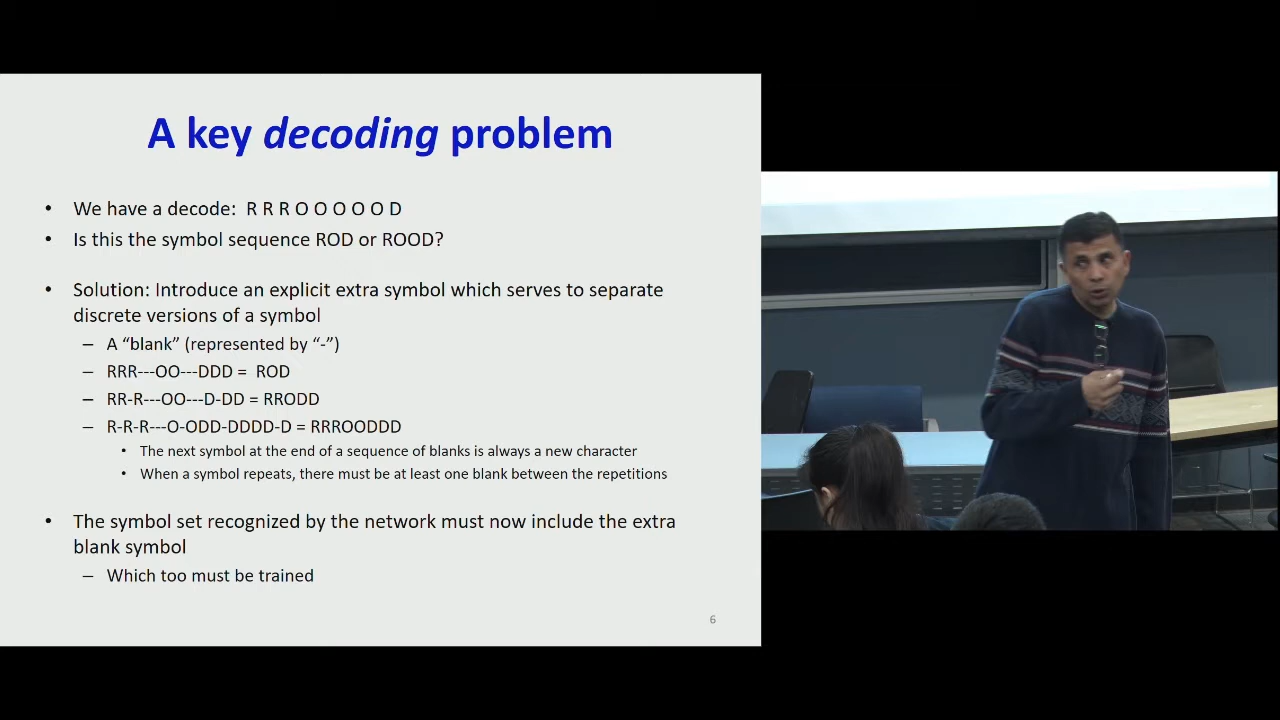 A key decoding problem
• We have a decode: R R R O O O O O D
• Is this the symbol sequence ROD or ROOD?
• Solution: Introduce an explicit extra symbol which serves to separate
discrete versions of a symbol
– A “blank” (represented by “-”)
– RRR---OO---DDD = ROD
– RR-R---OO---D-DD = RRODD
– R-R-R---O-ODD-DDDD-D = RRROODDD
• The next symbol at the end of a sequence of blanks is always a new character
• When a symbol repeats, there must be at least one blank between the repetitions
• The symbol set recognized by the network must now include the extra
blank symbol
– Which too must be trained
6